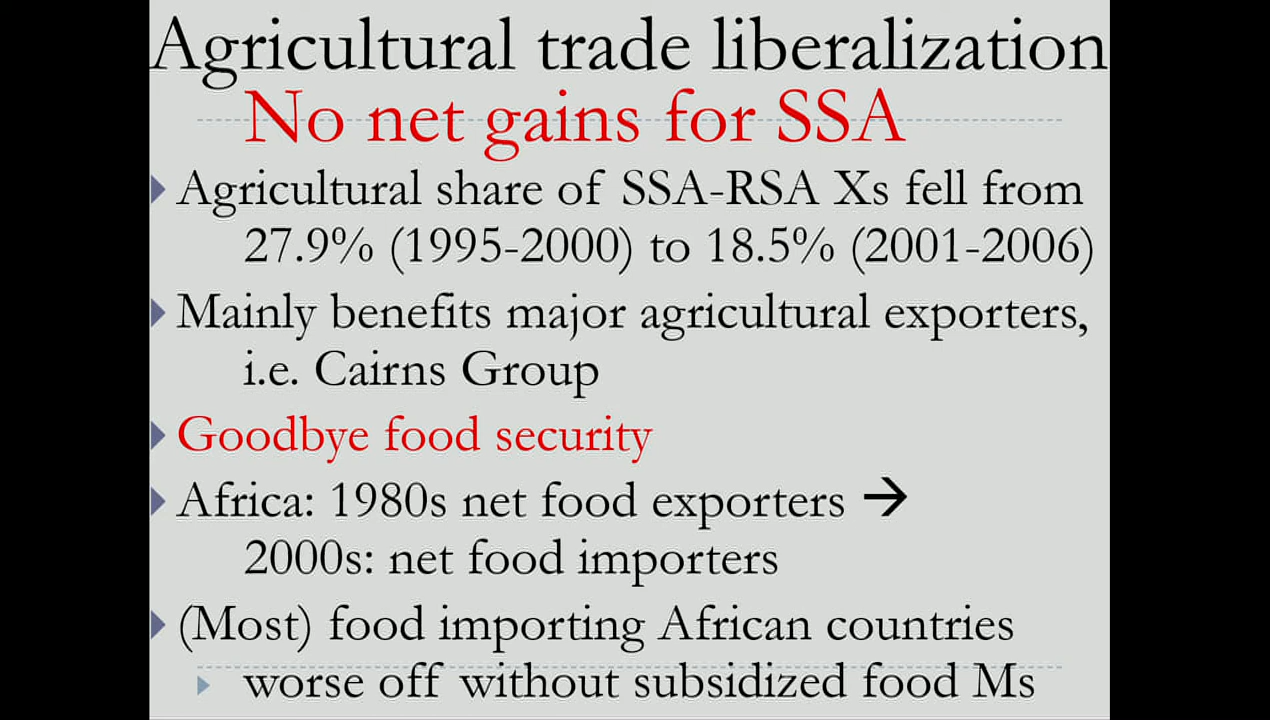 Agricultural trade liberalization
No net gains for SSA
Agricultural share of SSA-RSA Xs fell from
27.9% (1995-2000) to 18.5% (2001-2006)
Mainly benefits major agricultural exporters,
i.e. Cairns Group
Goodbye food security
Africa: 1980s net food exporters →
2000s: net food importers
(Most) food importing African countries
worse off without subsidized food Ms